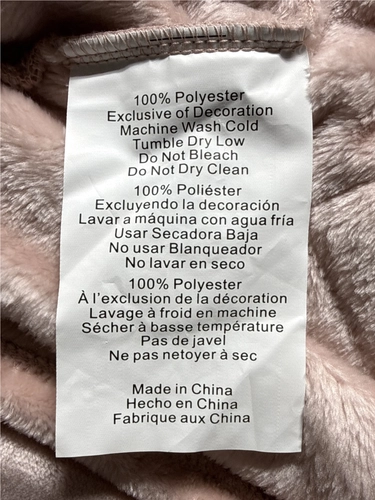 100% Polyester
Exclusive of Decoration
Machine Wash Cold
Tumble Dry Low
Do Not Bleach
Do Not Dry Clean
100% Poliéster
Excluyendo la decoración
Lavar a máquina con agua fría
Usar Secadora Baja
No usar Blanqueador
No lavar en seco
100% Polyester
À l'exclusion de la décoration
Lavage à froid en machine
Sécher à basse température
Pas de javel
Ne pas netoyer à sec
Made in China
Hecho en China
Fabrique aux China